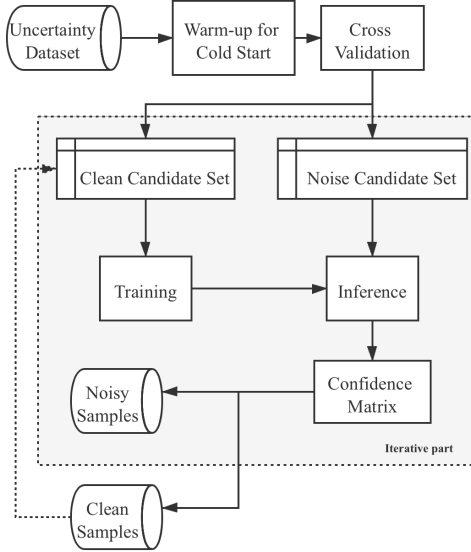 Uncertainty
Dataset
Warm-up for
Cold Start
Cross
Validation
Clean Candidate Set
Noise Candidate Set
Training
Inference
Noisy
Samples
Confidence
Matrix
Iterative part
Clean
Samples